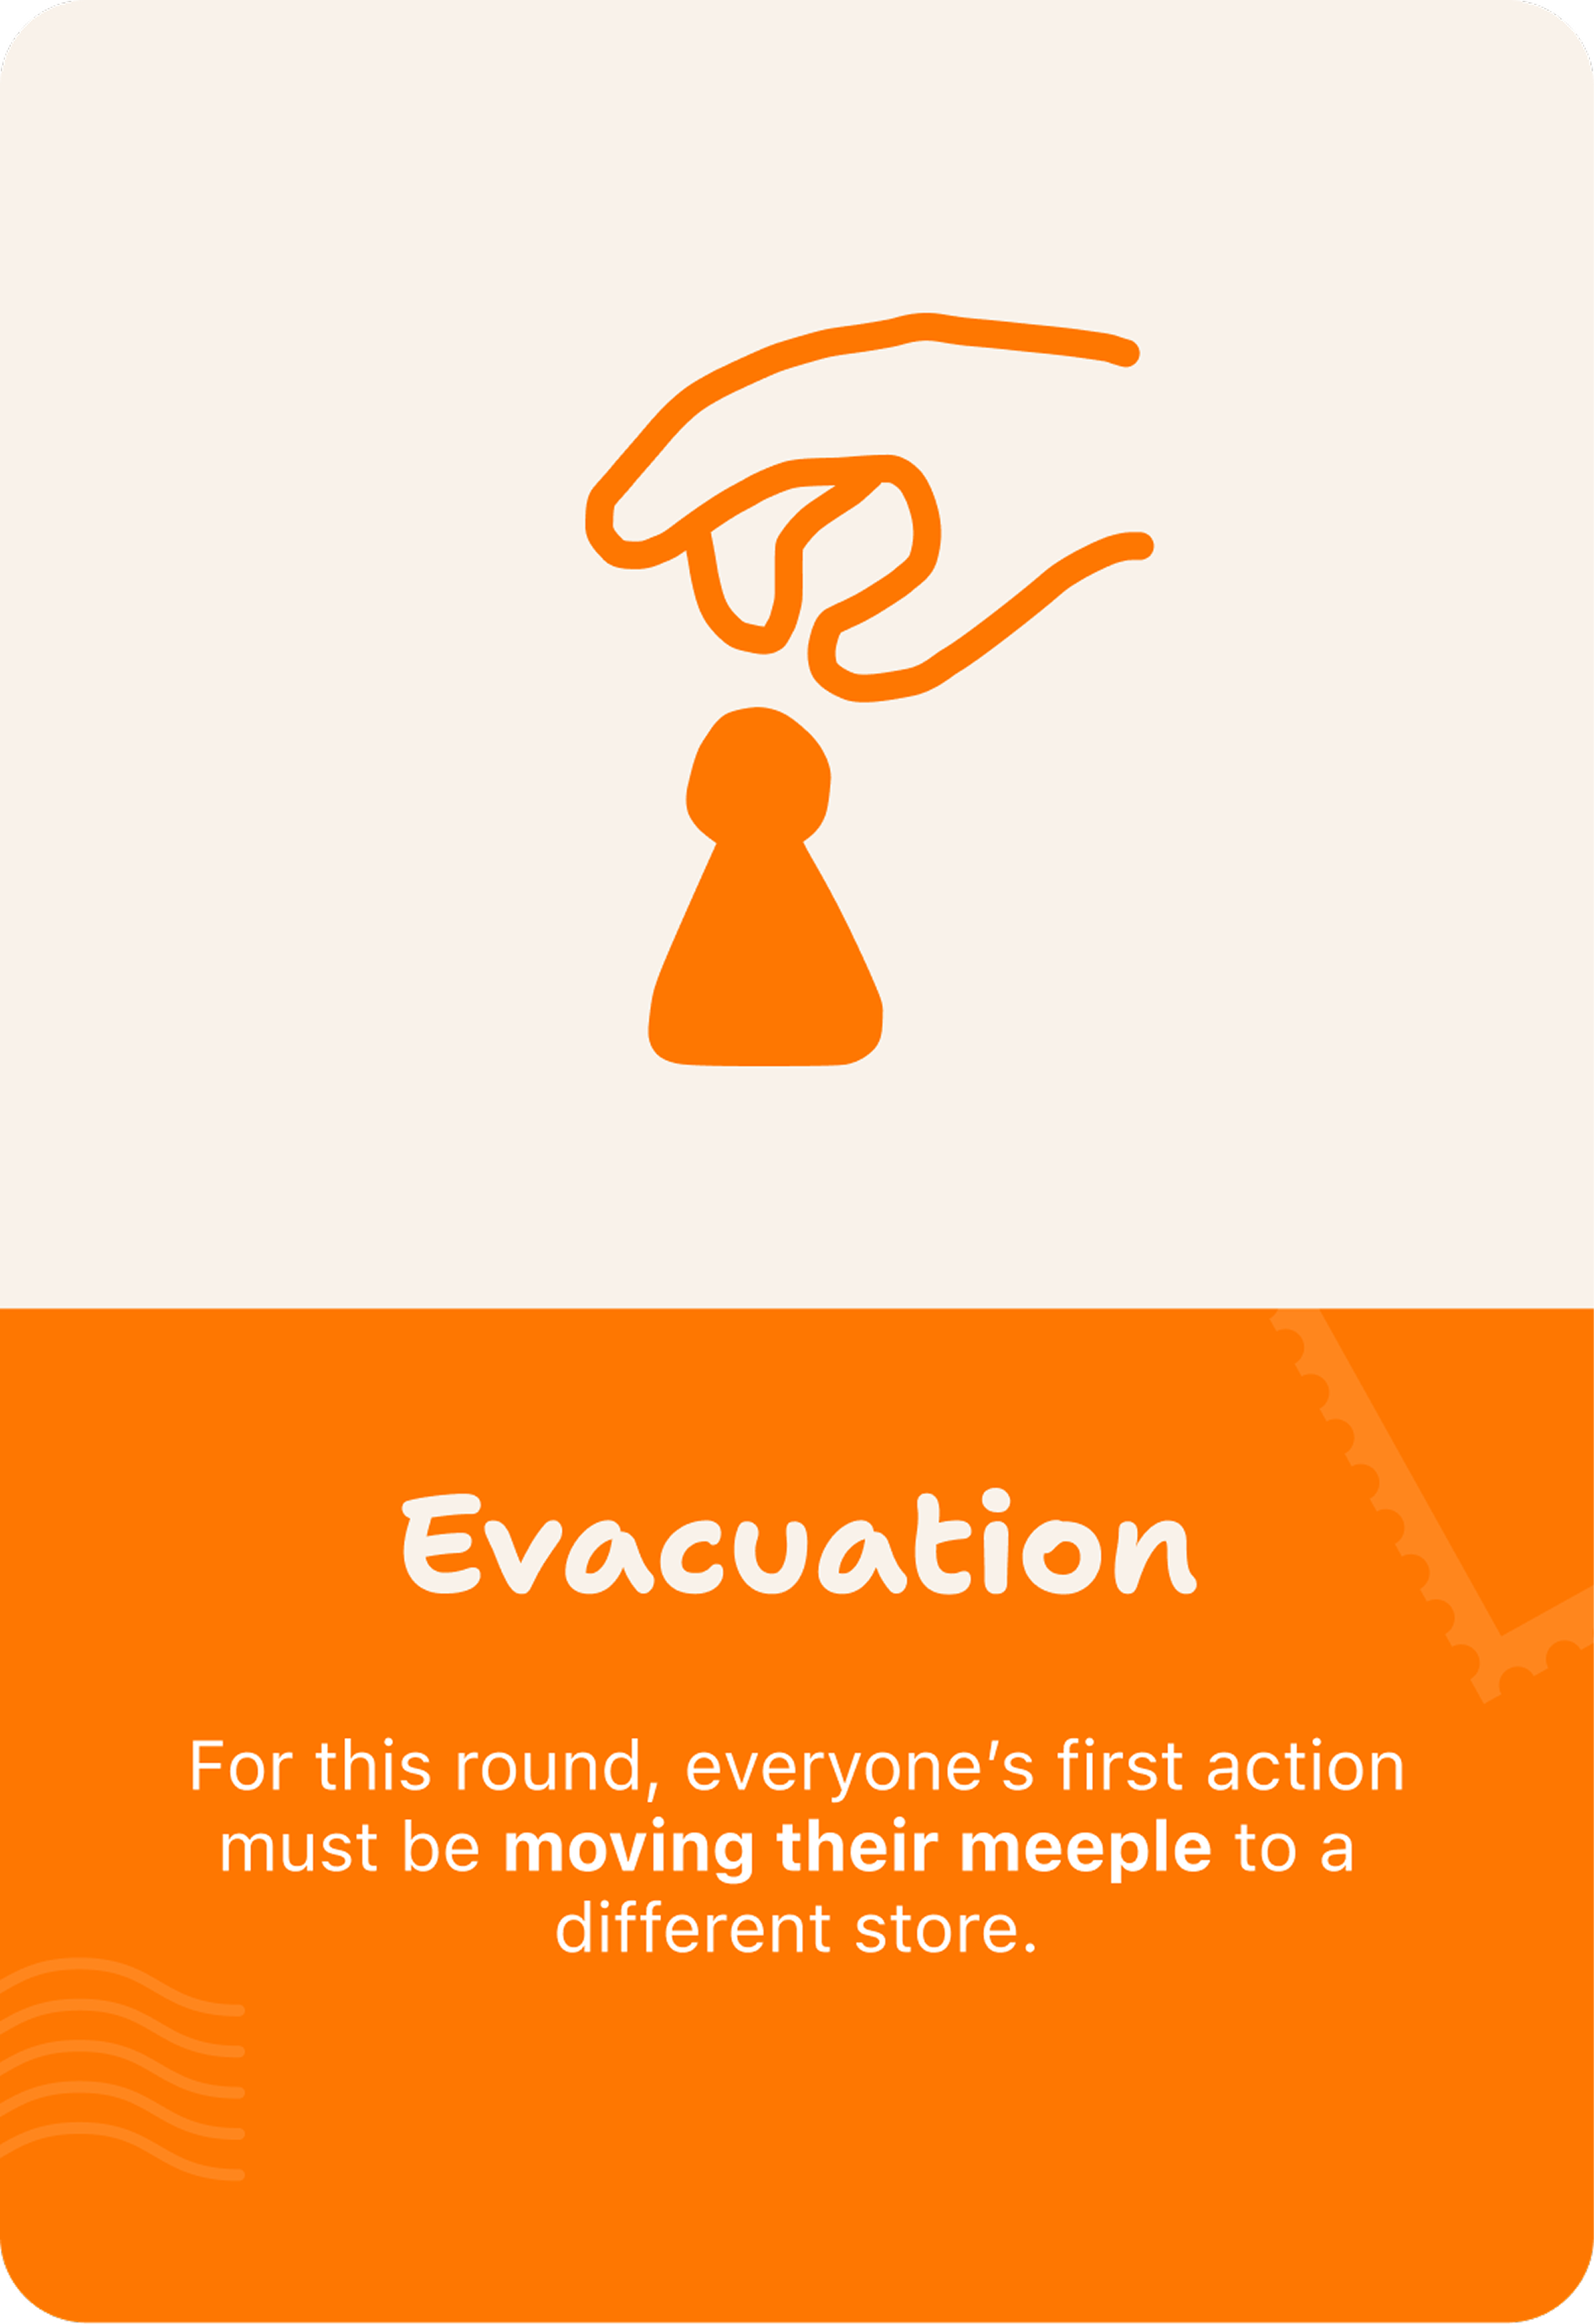 Evacuation
For this round, everyone’s first action
must be moving their meeple to a
different store.